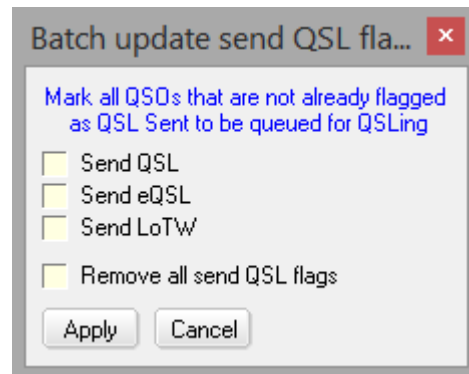 Batch update send QSL fla...
Mark all QSOs that are not already flagged
as QSL Sent to be queued for QSLing
Send QSL
Send eQSL
Send LoTW
Remove all send QSL flags
Apply Cancel